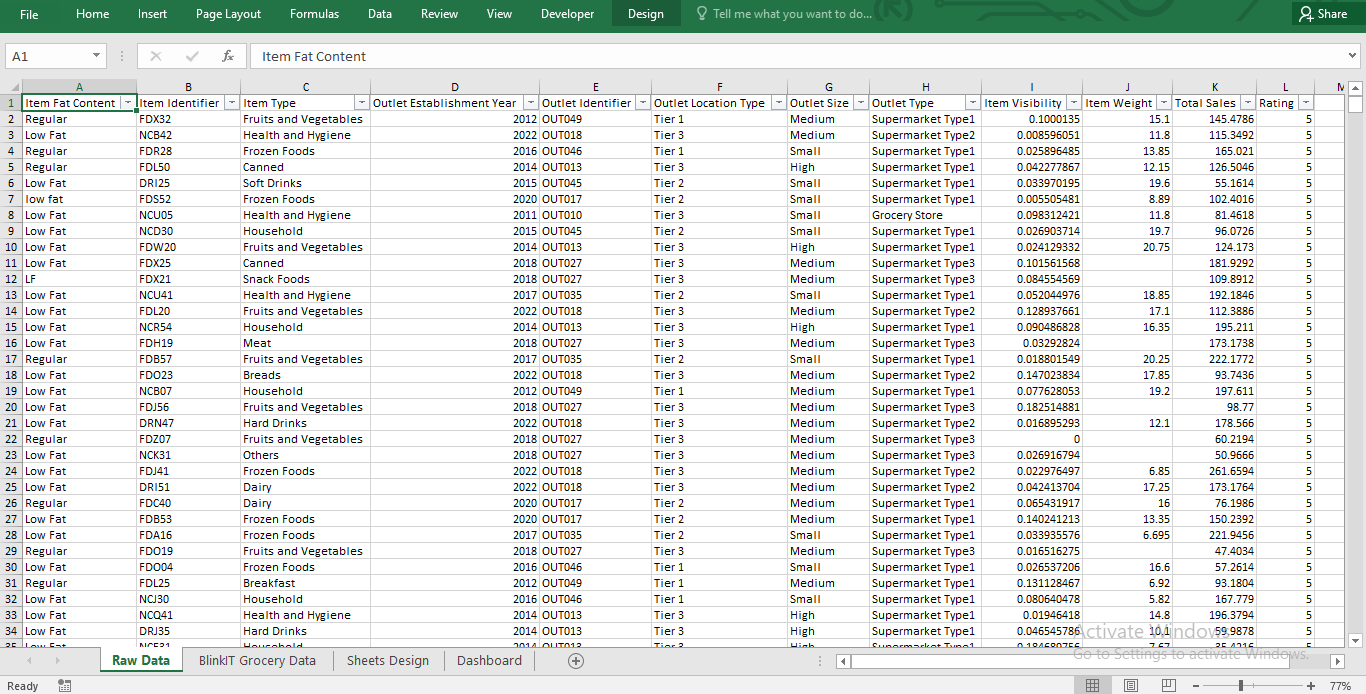 File Home Insert Page Layout Formulas Data Review View Developer Design Tell me what you want to do... Share
A1 fx Item Fat Content
A B C D E F G H I J K L M
1 Item Fat Content Item Identifier Item Type Outlet Establishment Year Outlet Identifier Outlet Location Type Outlet Size Outlet Type Item Visibility Item Weight Total Sales Rating
2 Regular FDX32 Fruits and Vegetables 2012 OUT049 Tier 1 Medium Supermarket Type1 0.1000135 15.1 145.4786 5
3 Low Fat NCB42 Health and Hygiene 2022 OUT018 Tier 3 Medium Supermarket Type2 0.008596051 11.8 115.3492 5
4 Regular FDR28 Frozen Foods 2016 OUT046 Tier 1 Small Supermarket Type1 0.025896485 13.85 165.021 5
5 Regular FDL50 Canned 2014 OUT013 Tier 3 High Supermarket Type1 0.042277867 12.15 126.5046 5
6 Low Fat DRI25 Soft Drinks 2015 OUT045 Tier 2 Small Supermarket Type1 0.033970195 19.6 55.1614 5
7 low fat FDS52 Frozen Foods 2020 OUT017 Tier 2 Small Supermarket Type1 0.005505481 8.89 102.4016 5
8 Low Fat NCU05 Health and Hygiene 2011 OUT010 Tier 3 Small Grocery Store 0.098312421 11.8 81.4618 5
9 Low Fat NCD30 Household 2015 OUT045 Tier 2 Small Supermarket Type1 0.026903714 19.7 96.0726 5
10 Low Fat FDW20 Fruits and Vegetables 2014 OUT013 Tier 3 High Supermarket Type1 0.024129332 20.75 124.173 5
11 Low Fat FDX25 Canned 2018 OUT027 Tier 3 Medium Supermarket Type3 0.101561568 181.9292 5
12 LF FDX21 Snack Foods 2018 OUT027 Tier 3 Medium Supermarket Type3 0.084554569 109.8912 5
13 Low Fat NCU41 Health and Hygiene 2017 OUT035 Tier 2 Small Supermarket Type1 0.052044976 18.85 192.1846 5
14 Low Fat FDL20 Fruits and Vegetables 2022 OUT018 Tier 3 Medium Supermarket Type2 0.128937661 17.1 112.3886 5
15 Low Fat NCR54 Household 2014 OUT013 Tier 3 High Supermarket Type1 0.090486828 16.35 195.211 5
16 Low Fat FDH19 Meat 2018 OUT027 Tier 3 Medium Supermarket Type3 0.03292824 173.1738 5
17 Regular FDB57 Fruits and Vegetables 2017 OUT035 Tier 2 Small Supermarket Type1 0.018801549 20.25 222.1772 5
18 Low Fat FDO23 Breads 2022 OUT018 Tier 3 Medium Supermarket Type2 0.147023834 17.85 93.7436 5
19 Low Fat NCB07 Household 2012 OUT049 Tier 1 Medium Supermarket Type1 0.077628053 19.2 197.611 5
20 Low Fat FDJ56 Fruits and Vegetables 2018 OUT027 Tier 3 Medium Supermarket Type3 0.182514881 98.77 5
21 Low Fat DRN47 Hard Drinks 2022 OUT018 Tier 3 Medium Supermarket Type2 0.016895293 12.1 178.566 5
22 Regular FDZ07 Fruits and Vegetables 2018 OUT027 Tier 3 Medium Supermarket Type3 0 60.2194 5
23 Low Fat NCK31 Others 2018 OUT027 Tier 3 Medium Supermarket Type3 0.026916794 50.9666 5
24 Low Fat FDJ41 Frozen Foods 2022 OUT018 Tier 3 Medium Supermarket Type2 0.022976497 6.85 261.6594 5
25 Low Fat DRI51 Dairy 2022 OUT018 Tier 3 Medium Supermarket Type2 0.042413704 17.25 173.1764 5
26 Regular FDC40 Dairy 2020 OUT017 Tier 2 Medium Supermarket Type1 0.065431917 16 76.1986 5
27 Low Fat FDB53 Frozen Foods 2020 OUT017 Tier 2 Medium Supermarket Type1 0.140241213 13.35 150.2392 5
28 Low Fat FDA16 Frozen Foods 2017 OUT035 Tier 2 Small Supermarket Type1 0.033935576 6.695 221.9456 5
29 Regular FDO19 Fruits and Vegetables 2018 OUT027 Tier 3 Medium Supermarket Type3 0.016516275 47.4034 5
30 Low Fat FDO04 Frozen Foods 2016 OUT046 Tier 1 Small Supermarket Type1 0.026537206 16.6 57.2614 5
31 Regular FDL25 Breakfast 2012 OUT049 Tier 1 Medium Supermarket Type1 0.131128467 6.92 93.1804 5
32 Low Fat NCJ30 Household 2016 OUT046 Tier 1 Small Supermarket Type1 0.080640478 5.82 167.779 5
33 Low Fat NCQ41 Health and Hygiene 2014 OUT013 Tier 3 High Supermarket Type1 0.01946418 14.8 196.3794 5
34 Low Fat DRJ35 Hard Drinks 2014 OUT013 Tier 3 High Supermarket Type1 0.046545786 10.1 59.9878 5
Activate Windows
Go to Settings to activate Windows.
Raw Data BlinkIT Grocery Data Sheets Design Dashboard
Ready 77%